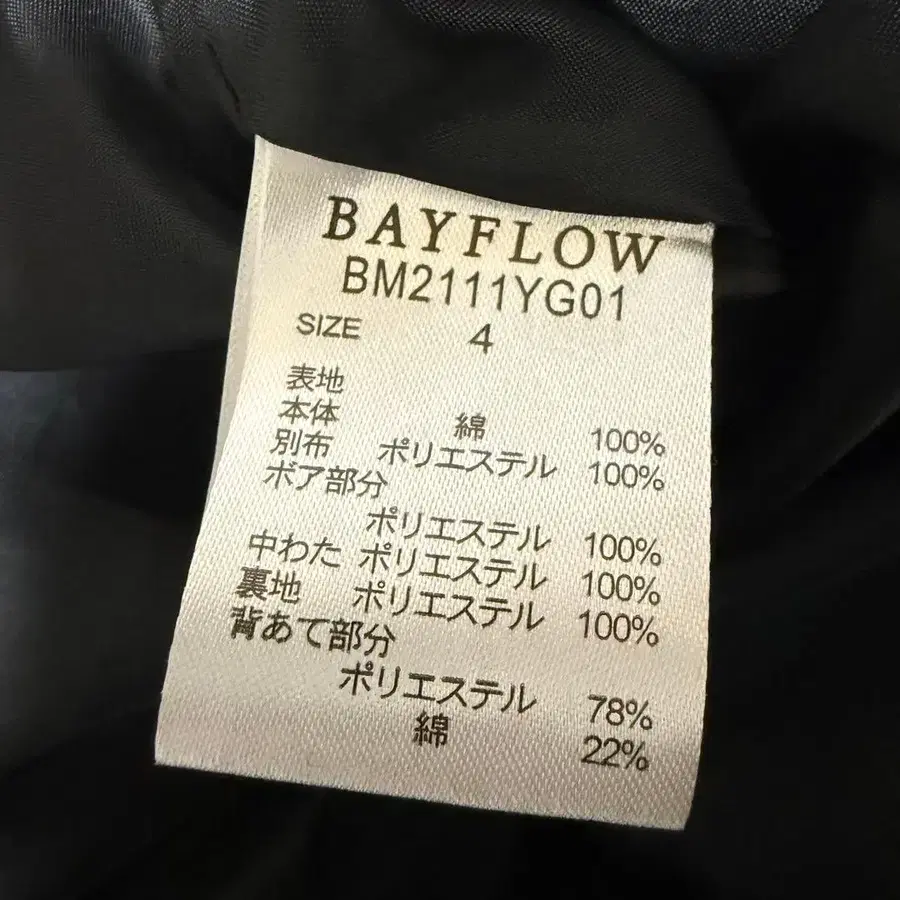 BAYFLOW
BM2111YG01
SIZE 4
表地
本体 綿 100%
別布 ポリエステル 100%
ボア部分
ポリエステル 100%
中わた ポリエステル 100%
裏地 ポリエステル 100%
背あて部分
ポリエステル 78%
綿 22%